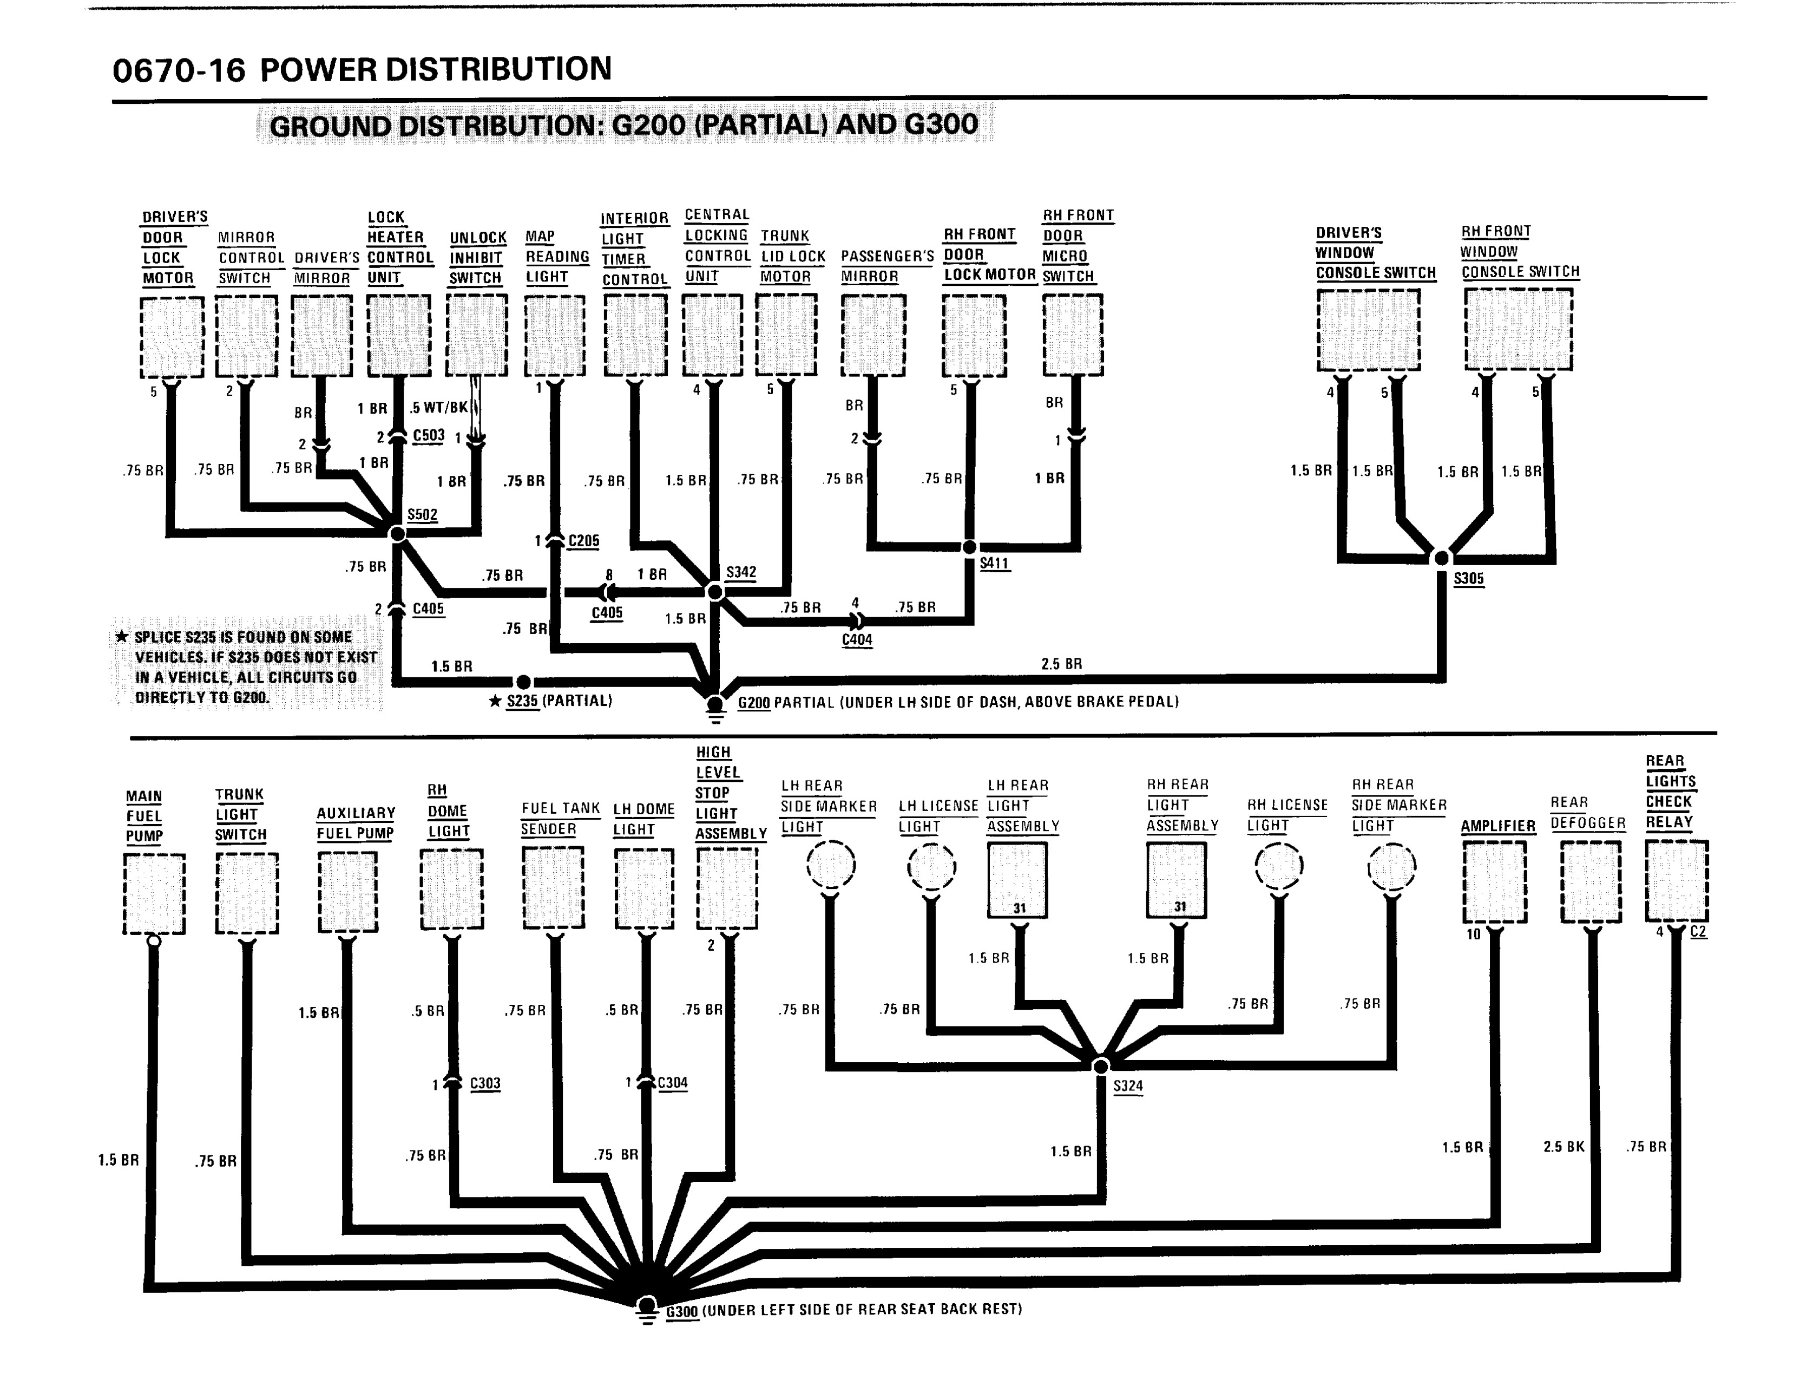 0670-16 POWER DISTRIBUTION
GROUND DISTRIBUTION: G200 (PARTIAL) AND G300
DRIVER'S
DOOR
LOCK
MOTOR
MIRROR
CONTROL
SWITCH
DRIVER'S
MIRROR
LOCK
HEATER
CONTROL
UNIT
UNLOCK
INHIBIT
SWITCH
MAP
READING
LIGHT
INTERIOR
LIGHT
TIMER
CONTROL
CENTRAL
LOCKING
CONTROL
UNIT
TRUNK
LID LOCK
MOTOR
PASSENGER'S
MIRROR
RH FRONT
DOOR
LOCK MOTOR
RH FRONT
DOOR
MICRO
SWITCH
DRIVER'S
WINDOW
CONSOLE SWITCH
RH FRONT
WINDOW
CONSOLE SWITCH
5
2
1
4
5
5
4
5
4
5
BR
1 BR
.5 WT/BK
BR
BR
2
2
C503
1
2
1
.75 BR
.75 BR
.75 BR
1 BR
1 BR
.75 BR
.75 BR
1.5 BR
.75 BR
.75 BR
.75 BR
1 BR
1.5 BR
1.5 BR
1.5 BR
1.5 BR
S502
1
C205
.75 BR
.75 BR
8
1 BR
S342
S411
S305
2
C405
C405
1.5 BR
.75 BR
4
.75 BR
C404
.75 BR
★ SPLICE S235 IS FOUND ON SOME
VEHICLES. IF S235 DOES NOT EXIST
IN A VEHICLE, ALL CIRCUITS GO
DIRECTLY TO G200.
1.5 BR
2.5 BR
★ S235 (PARTIAL)
G200 PARTIAL (UNDER LH SIDE OF DASH, ABOVE BRAKE PEDAL)
MAIN
FUEL
PUMP
TRUNK
LIGHT
SWITCH
AUXILIARY
FUEL PUMP
RH
DOME
LIGHT
FUEL TANK
SENDER
LH DOME
LIGHT
HIGH
LEVEL
STOP
LIGHT
ASSEMBLY
LH REAR
SIDE MARKER
LIGHT
LH LICENSE
LIGHT
LH REAR
LIGHT
ASSEMBLY
RH REAR
LIGHT
ASSEMBLY
RH LICENSE
LIGHT
RH REAR
SIDE MARKER
LIGHT
AMPLIFIER
REAR
DEFOGGER
REAR
LIGHTS
CHECK
RELAY
31
31
2
10
4
C2
1.5 BR
1.5 BR
1.5 BR
.5 BR
.75 BR
.5 BR
.75 BR
.75 BR
.75 BR
.75 BR
.75 BR
1
C303
1
C304
S324
1.5 BR
.75 BR
.75 BR
.75 BR
1.5 BR
1.5 BR
2.5 BK
.75 BR
G300 (UNDER LEFT SIDE OF REAR SEAT BACK REST)